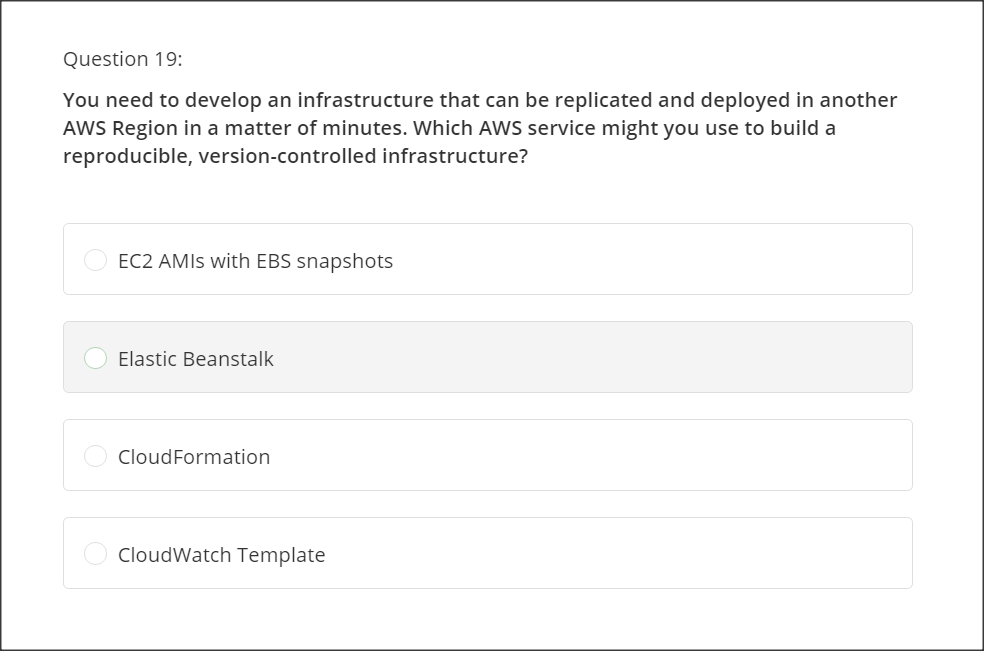 Question 19:
You need to develop an infrastructure that can be replicated and deployed in another
AWS Region in a matter of minutes. Which AWS service might you use to build a
reproducible, version-controlled infrastructure?
EC2 AMIs with EBS snapshots
Elastic Beanstalk
CloudFormation
CloudWatch Template